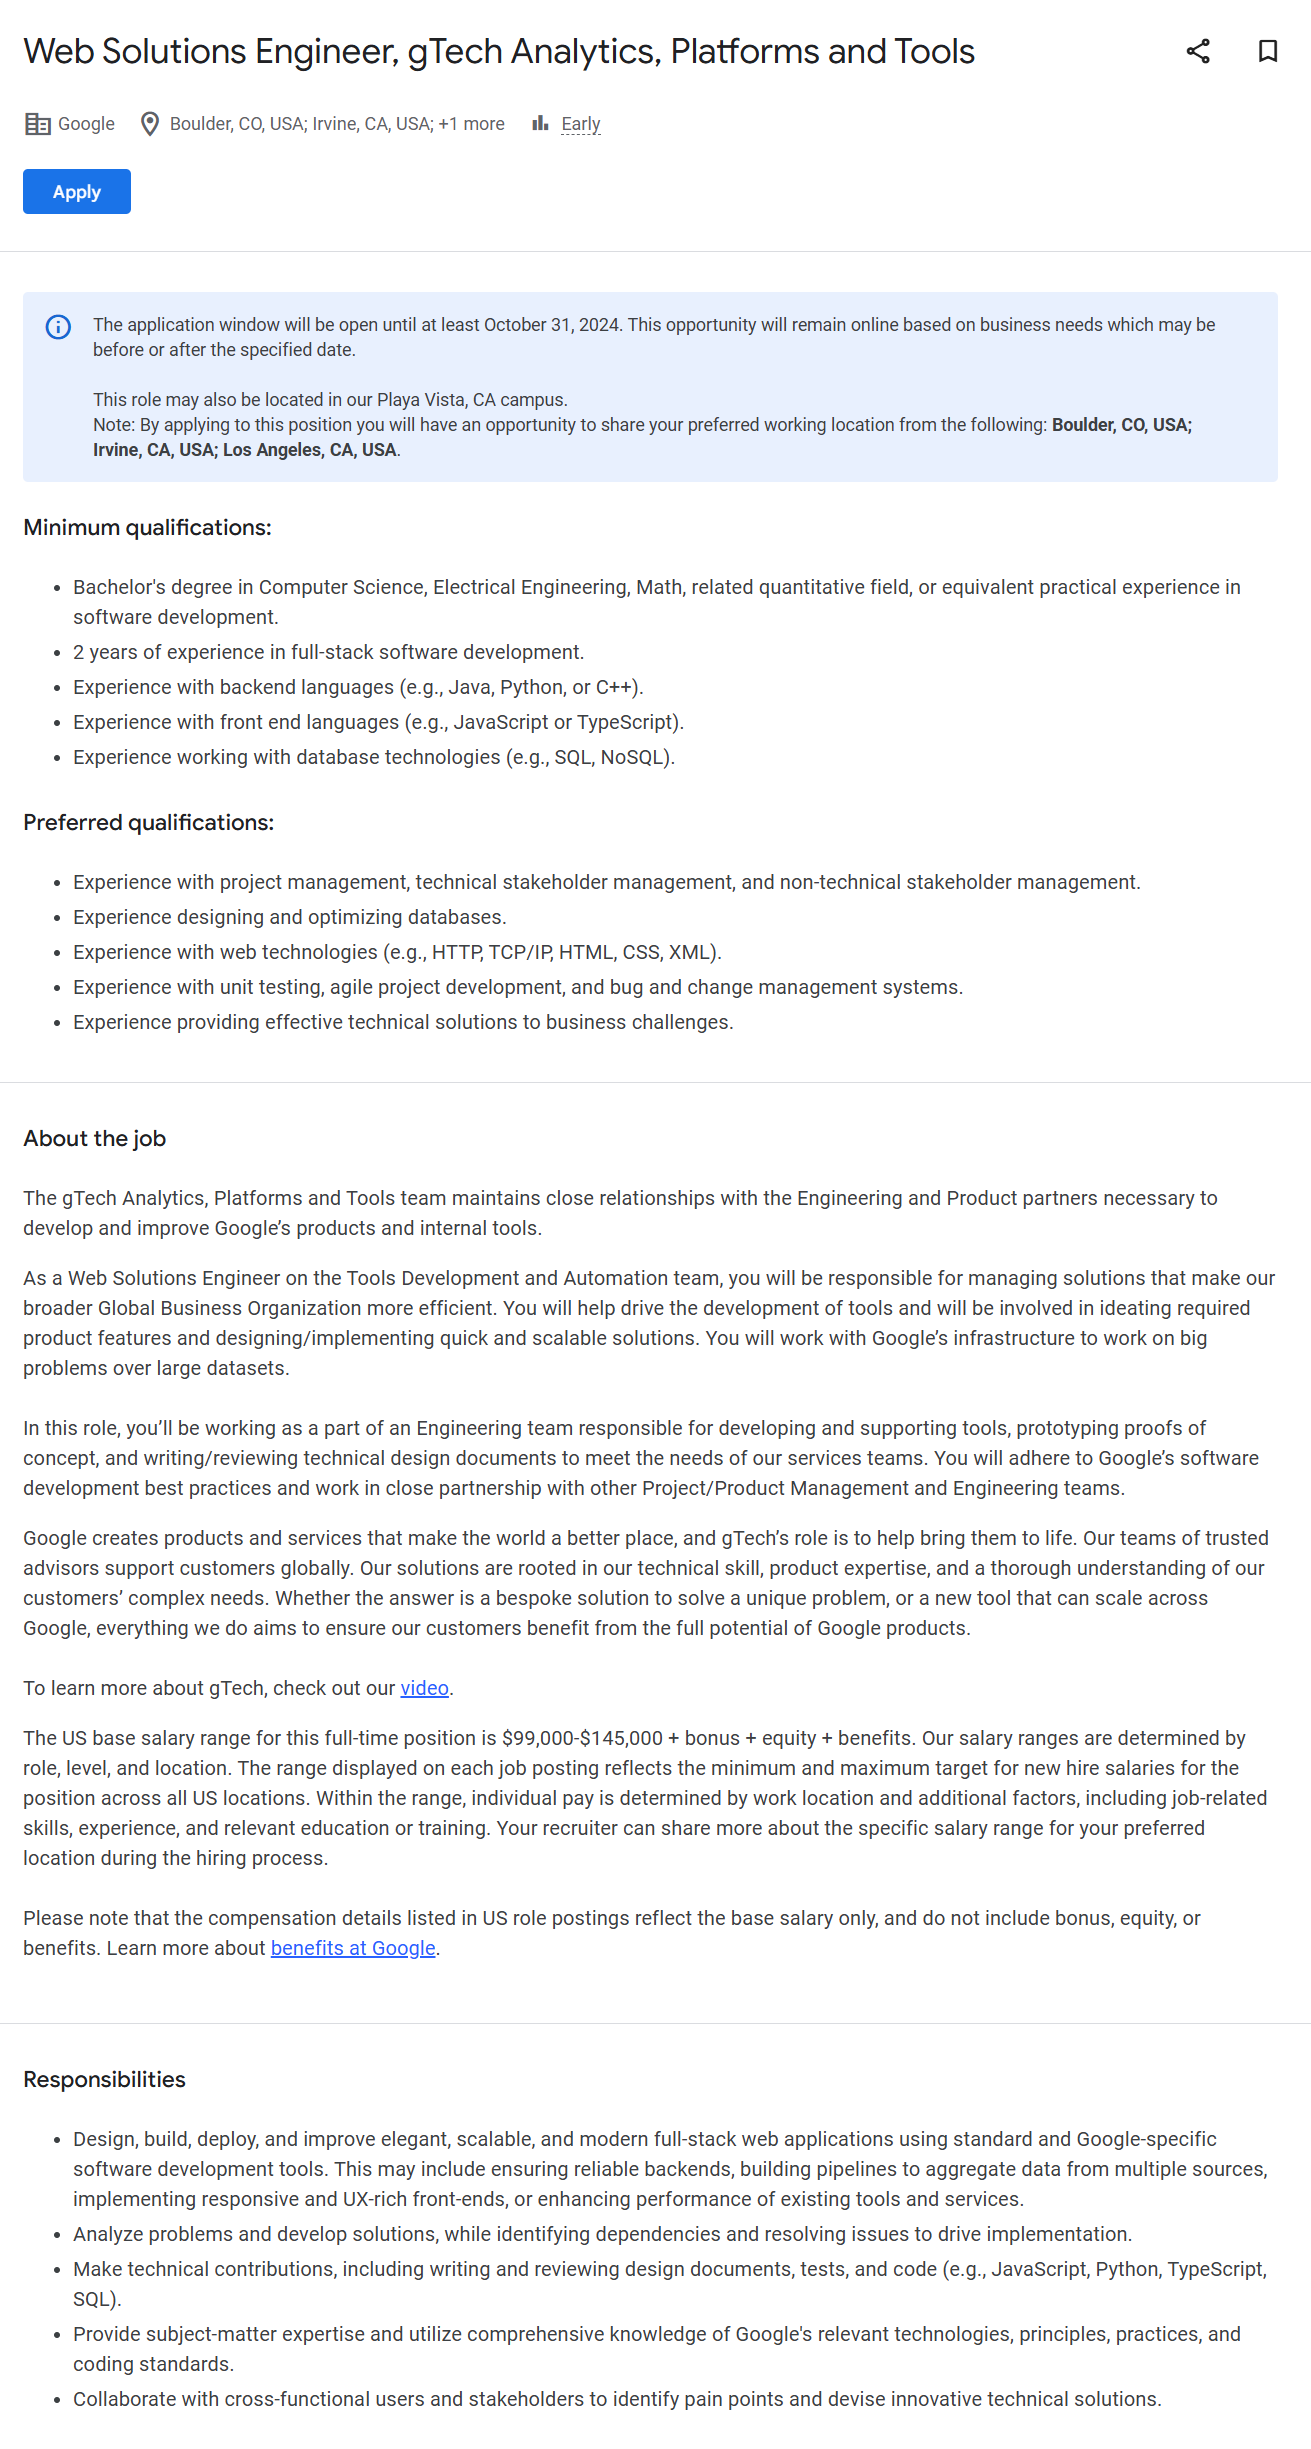 Web Solutions Engineer, gTech Analytics, Platforms and Tools
Google Boulder, CO, USA; Irvine, CA, USA; +1 more Early
Apply
The application window will be open until at least October 31, 2024. This opportunity will remain online based on business needs which may be
before or after the specified date.
This role may also be located in our Playa Vista, CA campus.
Note: By applying to this position you will have an opportunity to share your preferred working location from the following: Boulder, CO, USA;
Irvine, CA, USA; Los Angeles, CA, USA.
Minimum qualifications:
• Bachelor's degree in Computer Science, Electrical Engineering, Math, related quantitative field, or equivalent practical experience in
software development.
• 2 years of experience in full-stack software development.
• Experience with backend languages (e.g., Java, Python, or C++).
• Experience with front end languages (e.g., JavaScript or TypeScript).
• Experience working with database technologies (e.g., SQL, NoSQL).
Preferred qualifications:
• Experience with project management, technical stakeholder management, and non-technical stakeholder management.
• Experience designing and optimizing databases.
• Experience with web technologies (e.g., HTTP, TCP/IP, HTML, CSS, XML).
• Experience with unit testing, agile project development, and bug and change management systems.
• Experience providing effective technical solutions to business challenges.
About the job
The gTech Analytics, Platforms and Tools team maintains close relationships with the Engineering and Product partners necessary to
develop and improve Google’s products and internal tools.
As a Web Solutions Engineer on the Tools Development and Automation team, you will be responsible for managing solutions that make our
broader Global Business Organization more efficient. You will help drive the development of tools and will be involved in ideating required
product features and designing/implementing quick and scalable solutions. You will work with Google’s infrastructure to work on big
problems over large datasets.
In this role, you’ll be working as a part of an Engineering team responsible for developing and supporting tools, prototyping proofs of
concept, and writing/reviewing technical design documents to meet the needs of our services teams. You will adhere to Google’s software
development best practices and work in close partnership with other Project/Product Management and Engineering teams.
Google creates products and services that make the world a better place, and gTech’s role is to help bring them to life. Our teams of trusted
advisors support customers globally. Our solutions are rooted in our technical skill, product expertise, and a thorough understanding of our
customers’ complex needs. Whether the answer is a bespoke solution to solve a unique problem, or a new tool that can scale across
Google, everything we do aims to ensure our customers benefit from the full potential of Google products.
To learn more about gTech, check out our video.
The US base salary range for this full-time position is $99,000-$145,000 + bonus + equity + benefits. Our salary ranges are determined by
role, level, and location. The range displayed on each job posting reflects the minimum and maximum target for new hire salaries for the
position across all US locations. Within the range, individual pay is determined by work location and additional factors, including job-related
skills, experience, and relevant education or training. Your recruiter can share more about the specific salary range for your preferred
location during the hiring process.
Please note that the compensation details listed in US role postings reflect the base salary only, and do not include bonus, equity, or
benefits. Learn more about benefits at Google.
Responsibilities
• Design, build, deploy, and improve elegant, scalable, and modern full-stack web applications using standard and Google-specific
software development tools. This may include ensuring reliable backends, building pipelines to aggregate data from multiple sources,
implementing responsive and UX-rich front-ends, or enhancing performance of existing tools and services.
• Analyze problems and develop solutions, while identifying dependencies and resolving issues to drive implementation.
• Make technical contributions, including writing and reviewing design documents, tests, and code (e.g., JavaScript, Python, TypeScript,
SQL).
• Provide subject-matter expertise and utilize comprehensive knowledge of Google's relevant technologies, principles, practices, and
coding standards.
• Collaborate with cross-functional users and stakeholders to identify pain points and devise innovative technical solutions.